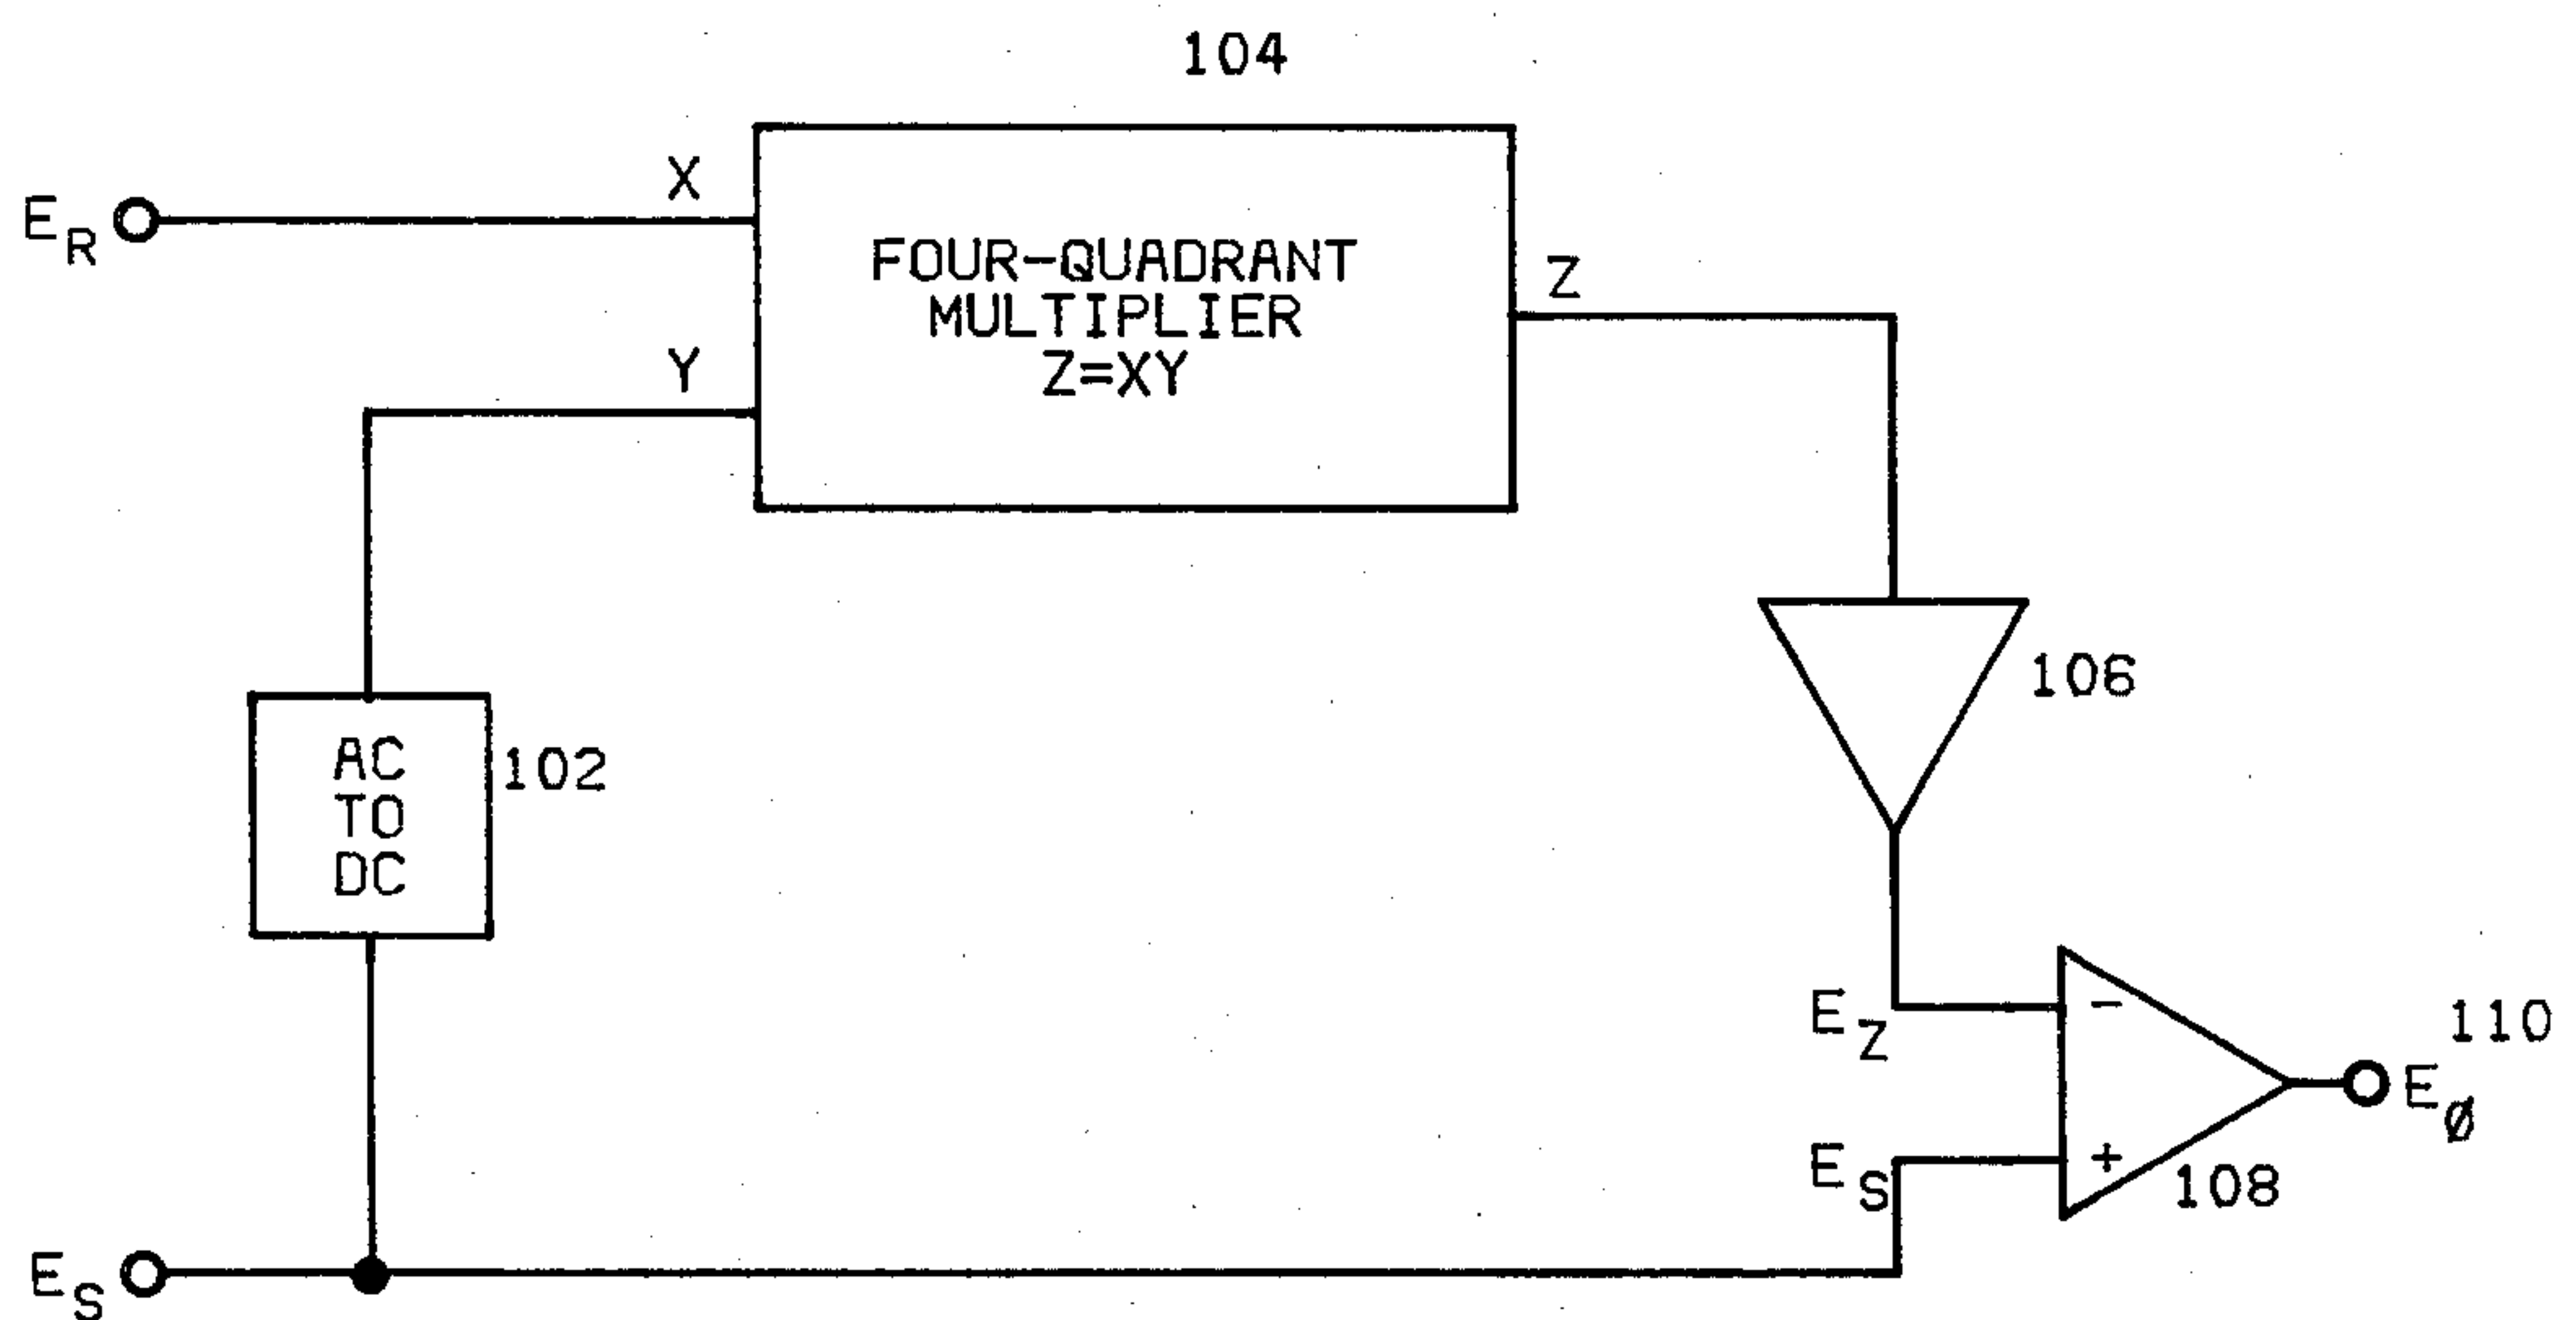 104
X
E_R
FOUR-QUADRANT
MULTIPLIER
Z=XY
Z
Y
106
AC
TO
DC
102
E_Z
−
110
E_Ø
E_S
+
108
E_S